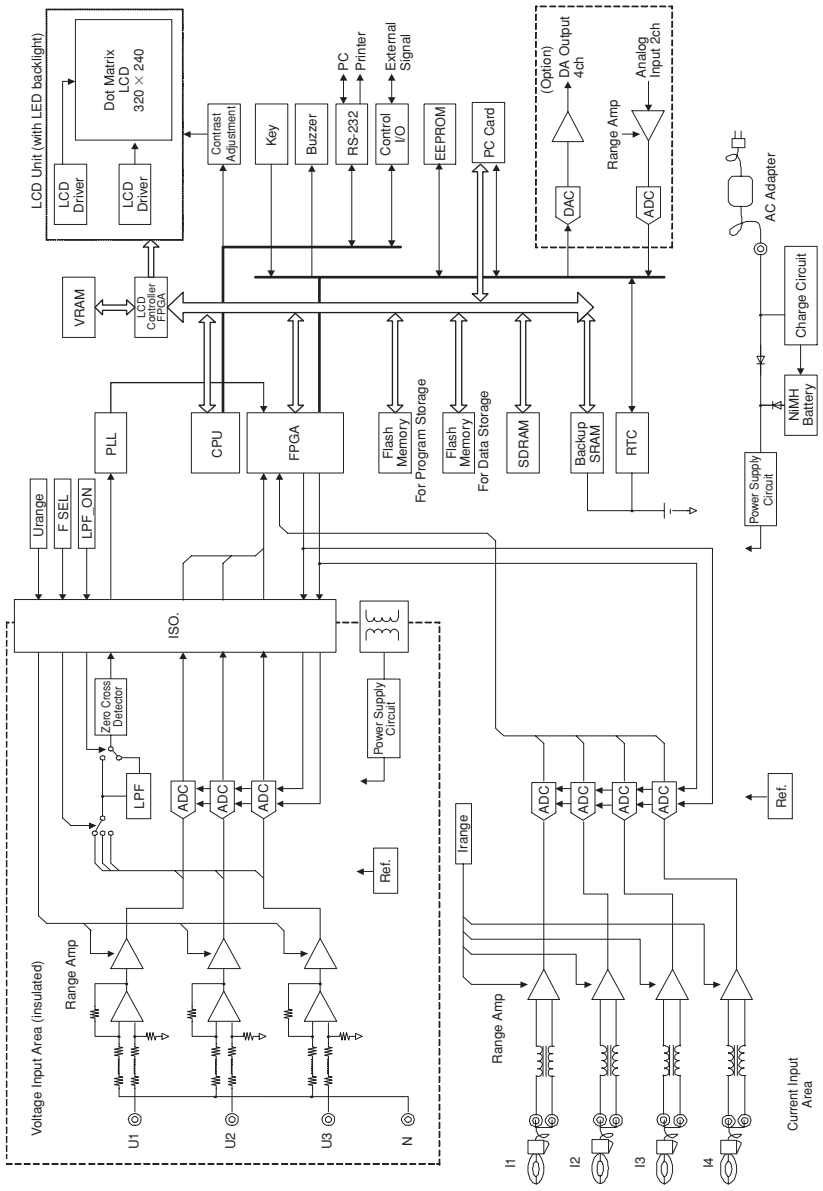 Voltage Input Area (insulated)
Range Amp
U1
U2
U3
N
Ref.
LPF
Zero Cross
Detector
ADC
ADC
ADC
Power Supply
Circuit
ISO.
Urange
F SEL
LPF_ON
PLL
CPU
FPGA
Flash
Memory
For Program Storage
Flash
Memory
For Data Storage
SDRAM
Backup
SRAM
RTC
VRAM
LCD
Controller
FPGA
LCD Unit (with LED backlight)
LCD
Driver
LCD
Driver
Dot Matrix
LCD
320 × 240
Contrast
Adjustment
Key
Buzzer
RS-232
PC
Printer
Control
I/O
External
Signal
EEPROM
PC Card
(Option)
DA Output
4ch
DAC
Analog
Input 2ch
Range Amp
ADC
Current Input
Area
I1
I2
I3
I4
Range Amp
Irange
ADC
ADC
ADC
ADC
Ref.
Power Supply
Circuit
NiMH
Battery
Charge Circuit
AC Adapter